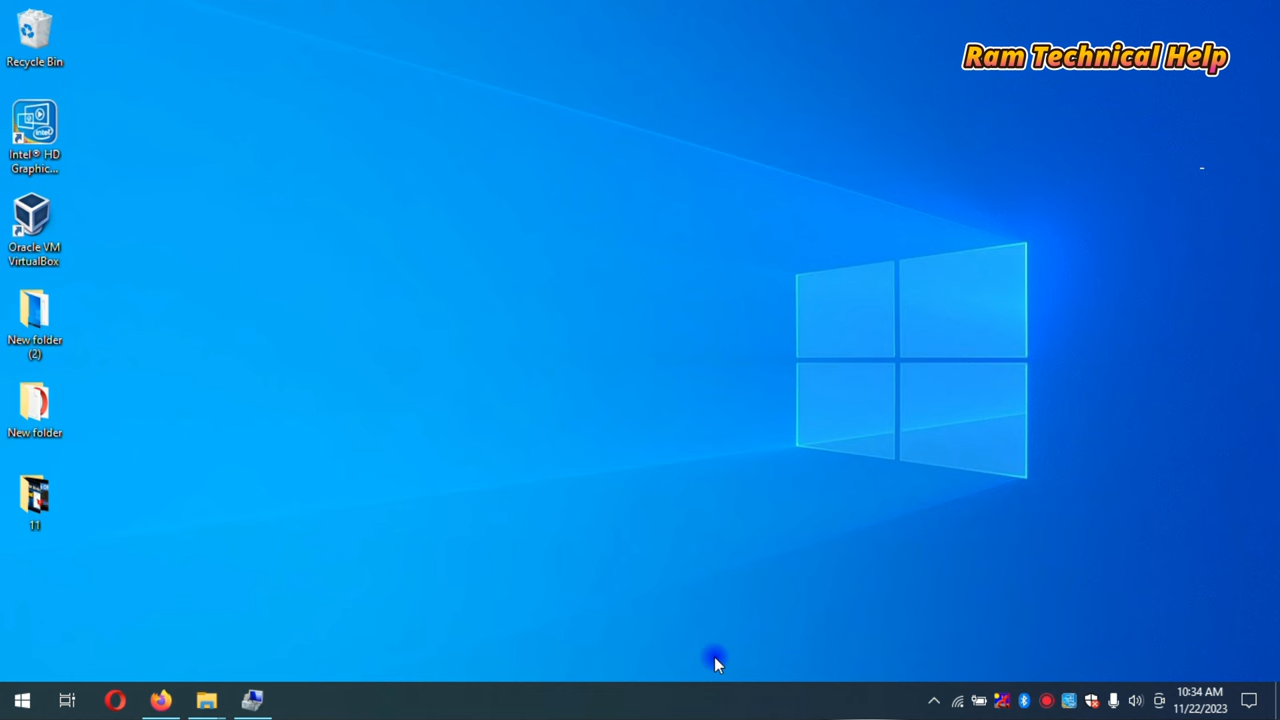 Ram Technical Help
Recycle Bin
Intel® HD
Graphic...
Oracle VM
VirtualBox
New folder
(2)
New folder
11
10:34 AM
11/22/2023